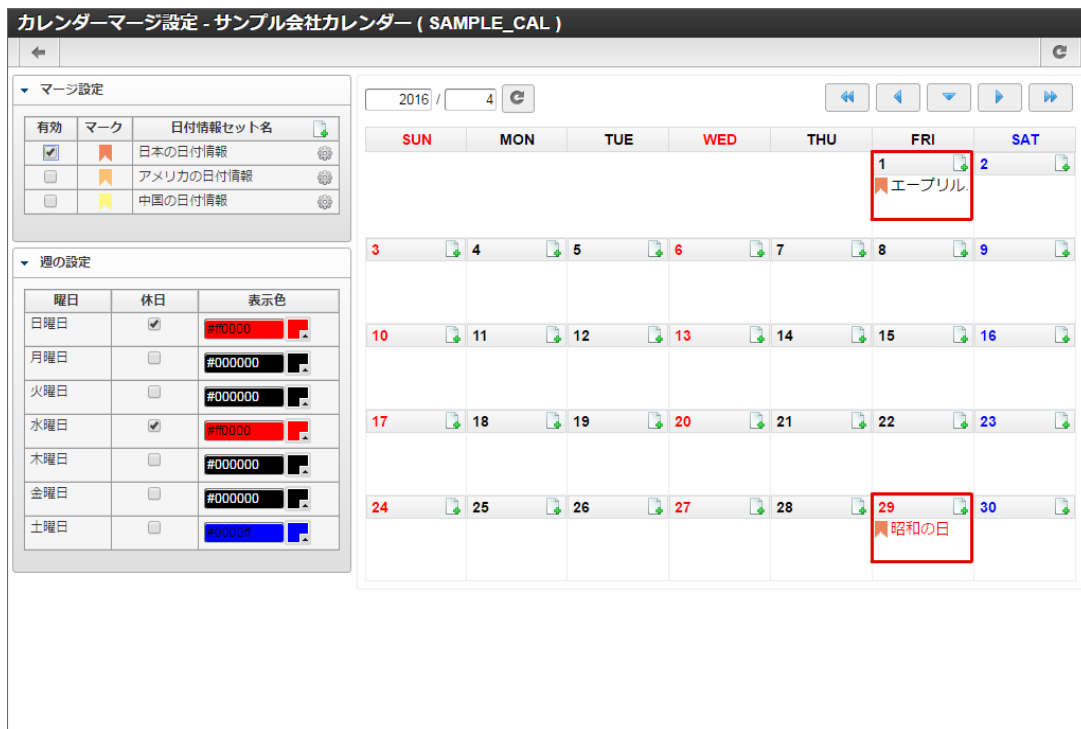 カレンダーマージ設定 - サンプル会社カレンダー ( SAMPLE_CAL )
マージ設定
有効 マーク 日付情報セット名
日本の日付情報
アメリカの日付情報
中国の日付情報
週の設定
曜日 休日 表示色
日曜日 #ff0000
月曜日 #000000
火曜日 #000000
水曜日 #ff0000
木曜日 #000000
金曜日 #000000
土曜日 #0000ff
2016 / 4
SUN MON TUE WED THU FRI SAT
1 2
エープリル.
3 4 5 6 7 8 9
10 11 12 13 14 15 16
17 18 19 20 21 22 23
24 25 26 27 28 29 30
昭和の日